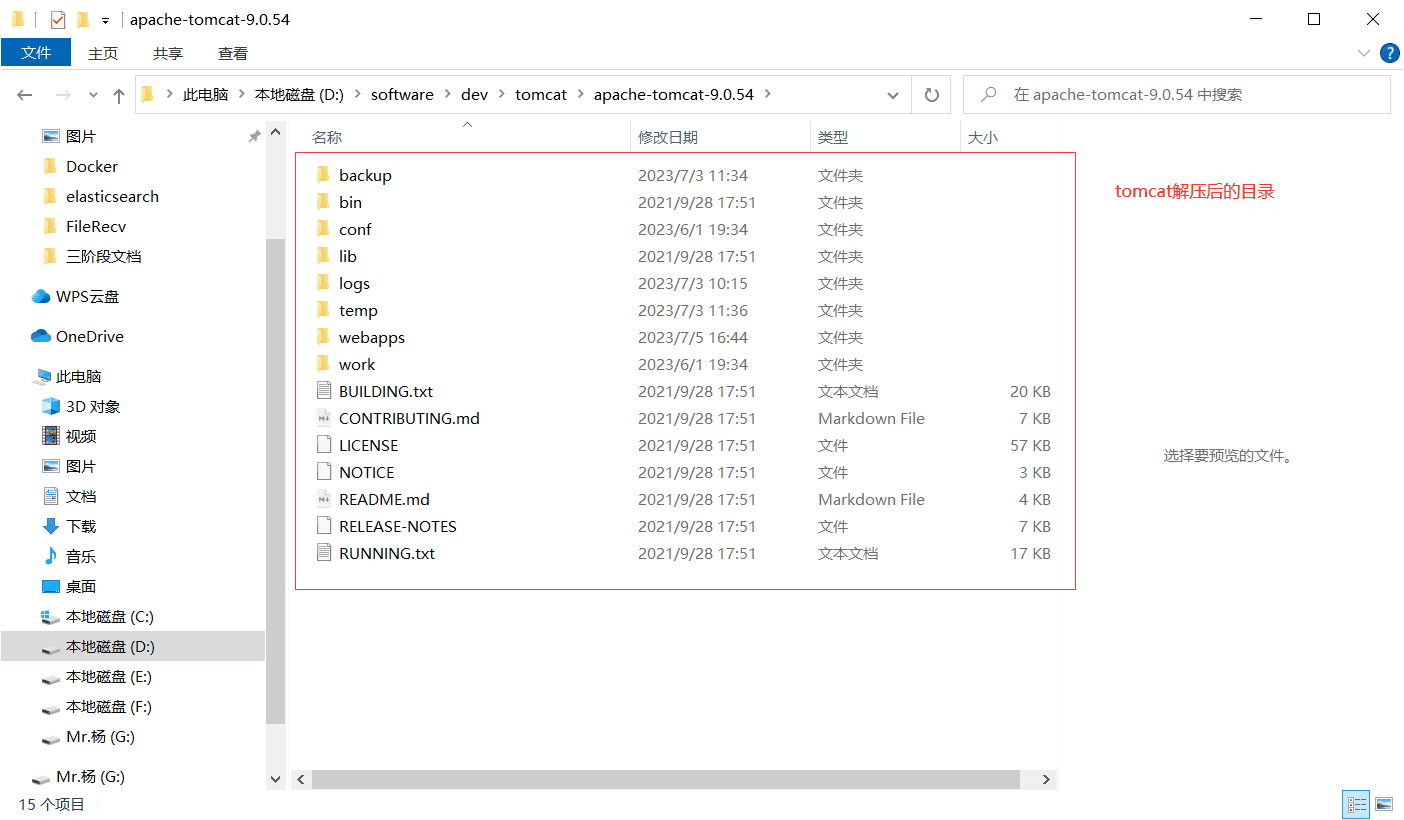 apache-tomcat-9.0.54
文件 主页 共享 查看
此电脑 本地磁盘 (D:) software dev tomcat apache-tomcat-9.0.54
在 apache-tomcat-9.0.54 中搜索
图片
Docker
elasticsearch
FileRecv
三阶段文档
WPS云盘
OneDrive
此电脑
3D 对象
视频
图片
文档
下载
音乐
桌面
本地磁盘 (C:)
本地磁盘 (D:)
本地磁盘 (E:)
本地磁盘 (F:)
Mr.杨 (G:)
Mr.杨 (G:)
名称 修改日期 类型 大小
backup 2023/7/3 11:34 文件夹
bin 2021/9/28 17:51 文件夹
conf 2023/6/1 19:34 文件夹
lib 2021/9/28 17:51 文件夹
logs 2023/7/3 10:15 文件夹
temp 2023/7/3 11:36 文件夹
webapps 2023/7/5 16:44 文件夹
work 2023/6/1 19:34 文件夹
BUILDING.txt 2021/9/28 17:51 文本文档 20 KB
CONTRIBUTING.md 2021/9/28 17:51 Markdown File 7 KB
LICENSE 2021/9/28 17:51 文件 57 KB
NOTICE 2021/9/28 17:51 文件 3 KB
README.md 2021/9/28 17:51 Markdown File 4 KB
RELEASE-NOTES 2021/9/28 17:51 文件 7 KB
RUNNING.txt 2021/9/28 17:51 文本文档 17 KB
tomcat解压后的目录
选择要预览的文件。
15 个项目